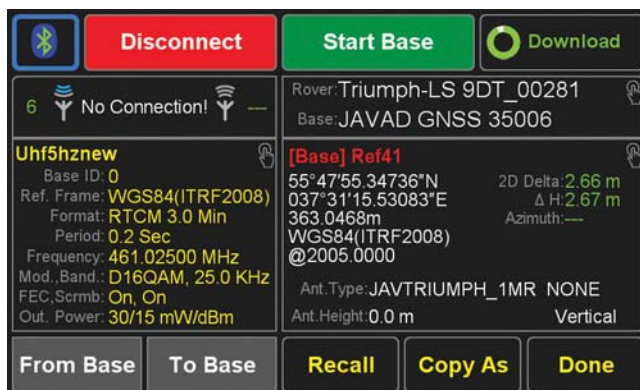 Disconnect
Start Base
Download
6 No Connection! ---
Rover:Triumph-LS 9DT_00281
Base:JAVAD GNSS 35006
Uhf5hznew
Base ID: 0
Ref. Frame: WGS84(ITRF2008)
Format: RTCM 3.0 Min
Period: 0.2 Sec
Frequency: 461.02500 MHz
Mod.,Band.: D16QAM, 25.0 KHz
FEC,Scrmb: On, On
Out. Power: 30/15 mW/dBm
[Base] Ref41
55°47'55.34736"N
037°31'15.53083"E
363.0468m
WGS84(ITRF2008)
@2005.0000
2D Delta:2.66 m
Δ H:2.67 m
Azimuth:---
Ant.Type:JAVTRIUMPH_1MR NONE
Ant.Height:0.0 m Vertical
From Base
To Base
Recall
Copy As
Done